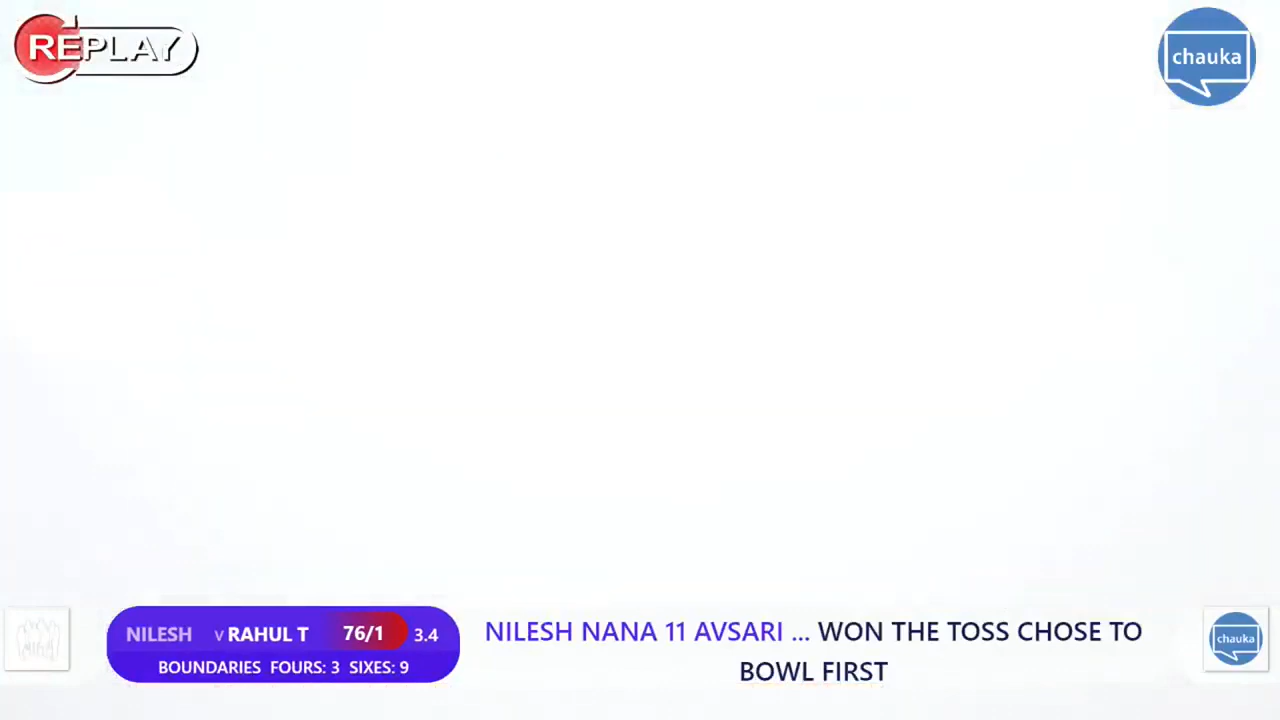 REPLAY
chauka
NILESH v RAHUL T 76/1 3.4
BOUNDARIES FOURS: 3 SIXES: 9
NILESH NANA 11 AVSARI ... WON THE TOSS CHOSE TO
BOWL FIRST
chauka